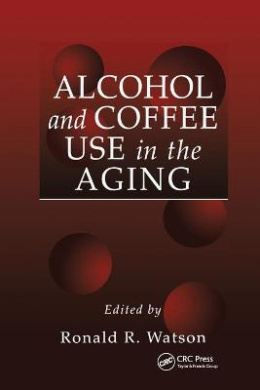 ALCOHOL
and COFFEE
USE in the
AGING
Edited by
Ronald R. Watson
CRC Press
Taylor & Francis Group